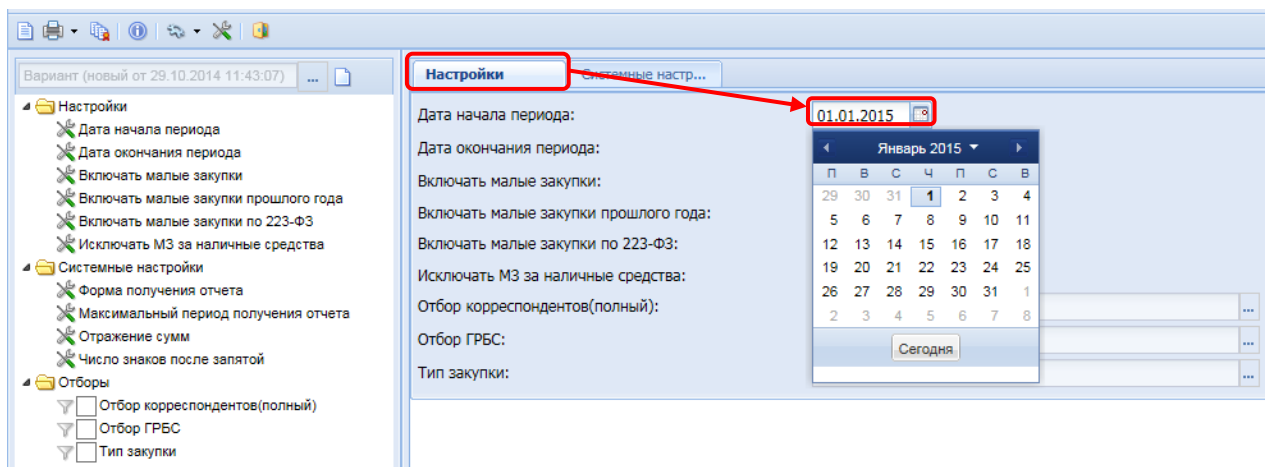 Вариант (новый от 29.10.2014 11:43:07) ...
Настройки
Дата начала периода
Дата окончания периода
Включать малые закупки
Включать малые закупки прошлого года
Включать малые закупки по 223-ФЗ
Исключать МЗ за наличные средства
Системные настройки
Форма получения отчета
Максимальный период получения отчета
Отражение сумм
Число знаков после запятой
Отборы
Отбор корреспондентов(полный)
Отбор ГРБС
Тип закупки
Настройки Системные настр...
Дата начала периода: 01.01.2015
Дата окончания периода:
Включать малые закупки:
Включать малые закупки прошлого года:
Включать малые закупки по 223-ФЗ:
Исключать МЗ за наличные средства:
Отбор корреспондентов(полный): ...
Отбор ГРБС: ...
Тип закупки: ...
Январь 2015
П В С Ч П С В
29 30 31 1 2 3 4
5 6 7 8 9 10 11
12 13 14 15 16 17 18
19 20 21 22 23 24 25
26 27 28 29 30 31 1
2 3 4 5 6 7 8
Сегодня